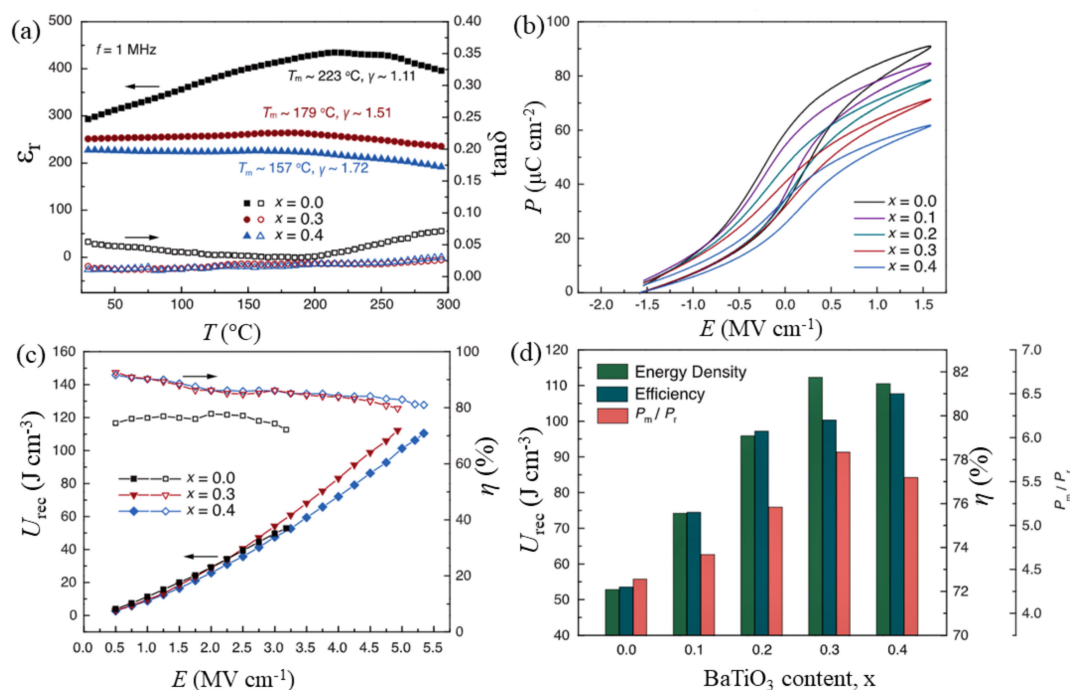 (a)
f = 1 MHz
Tm ~ 223 °C, γ ~ 1.11
Tm ~ 179 °C, γ ~ 1.51
Tm ~ 157 °C, γ ~ 1.72
x = 0.0
x = 0.3
x = 0.4
500
450
400
350
300
250
200
150
100
50
0
εT
0.40
0.35
0.30
0.25
0.20
0.15
0.10
0.05
0.00
tanδ
50 100 150 200 250 300
T (°C)
(b)
100
80
60
40
20
0
P (μC cm-2)
x = 0.0
x = 0.1
x = 0.2
x = 0.3
x = 0.4
-2.0 -1.5 -1.0 -0.5 0.0 0.5 1.0 1.5
E (MV cm-1)
(c)
160
140
120
100
80
60
40
20
0
Urec (J cm-3)
x = 0.0
x = 0.3
x = 0.4
100
80
60
40
20
0
η (%)
0.0 0.5 1.0 1.5 2.0 2.5 3.0 3.5 4.0 4.5 5.0 5.5
E (MV cm-1)
(d)
120
110
100
90
80
70
60
50
40
Urec (J cm-3)
Energy Density
Efficiency
Pm / Pr
82
80
78
76
74
72
70
η (%)
7.0
6.5
6.0
5.5
5.0
4.5
4.0
Pm / Pr
0.0 0.1 0.2 0.3 0.4
BaTiO3 content, x